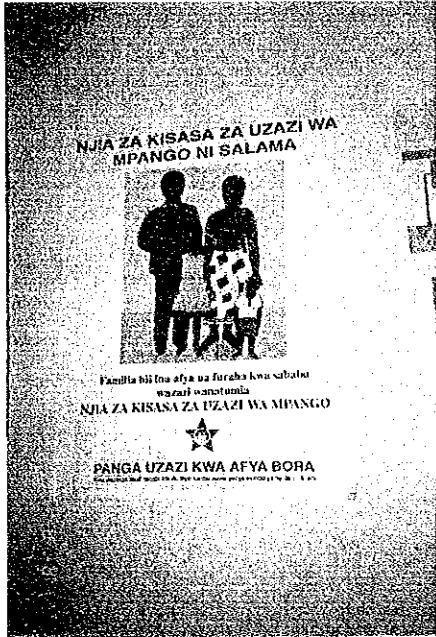 NJIA ZA KISASA ZA UZAZI WA
MPANGO NI SALAMA
Familia hii ina afya na furaha kwa sababu
wazazi wanatumia
NJIA ZA KISASA ZA UZAZI WA MPANGO
PANGA UZAZI KWA AFYA BORA